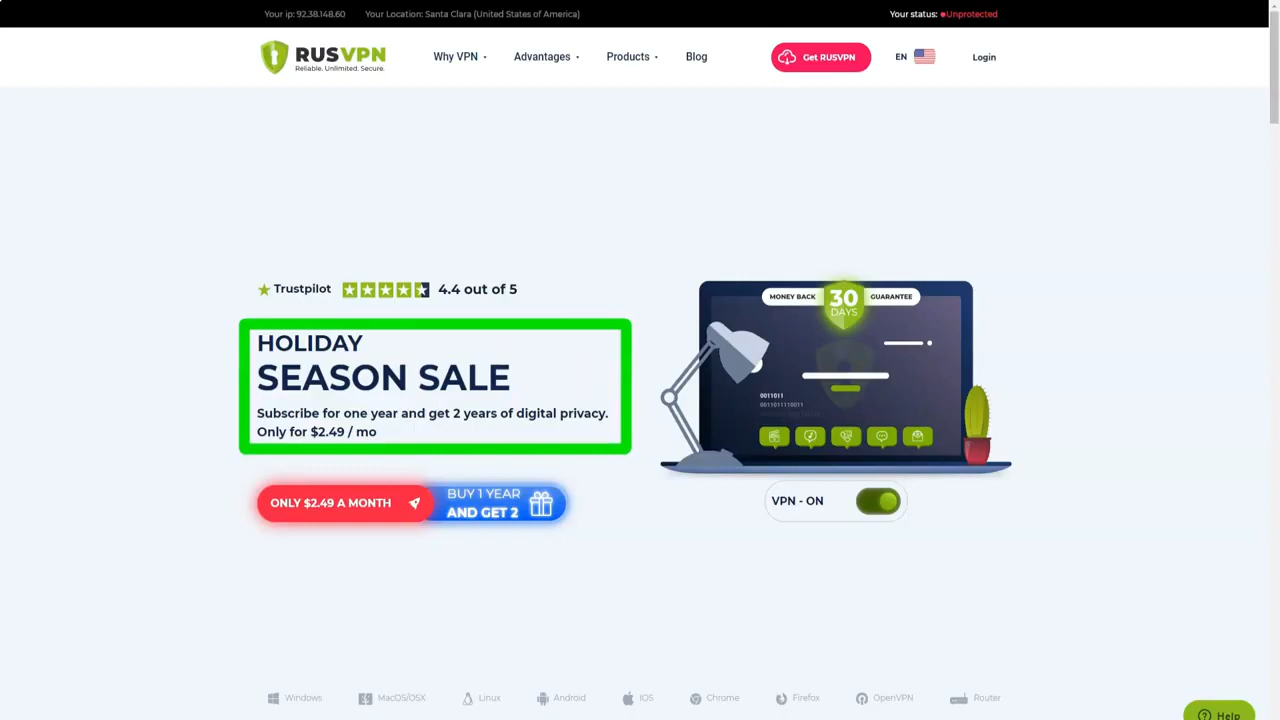 Your ip: 92.38.148.60 Your Location: Santa Clara (United States of America) Your status: Unprotected
RUSVPN
Reliable. Unlimited. Secure.
Why VPN Advantages Products Blog Get RUSVPN EN Login
Trustpilot 4.4 out of 5
MONEY BACK 30 DAYS GUARANTEE
HOLIDAY
SEASON SALE
Subscribe for one year and get 2 years of digital privacy.
Only for $2.49 / mo
0011011
0011011110011
ONLY $2.49 A MONTH
BUY 1 YEAR
AND GET 2
VPN - ON
Windows MacOS/OSX Linux Android IOS Chrome Firefox OpenVPN Router
Help